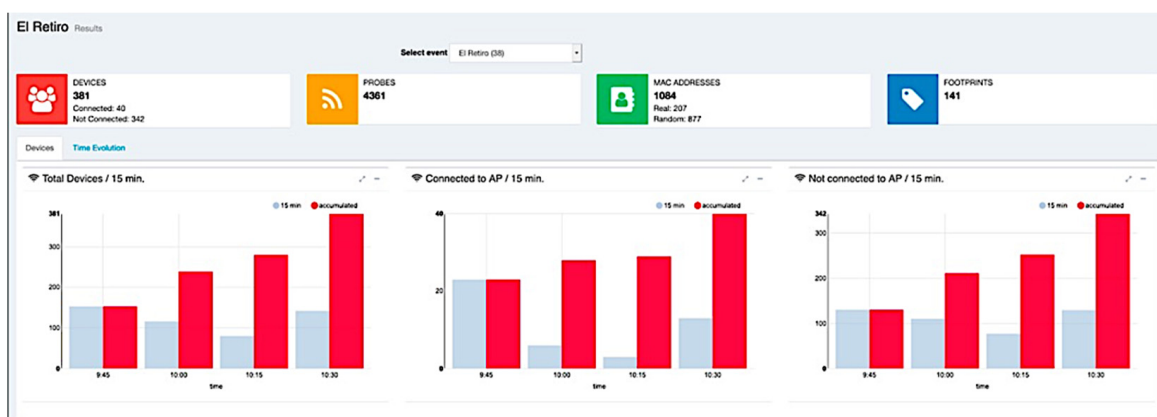 El Retiro Results
Select event El Retiro (38)
DEVICES
381
Connected: 40
Not Connected: 342
PROBES
4361
MAC ADDRESSES
1084
Real: 207
Random: 877
FOOTPRINTS
141
Devices Time Evolution
Total Devices / 15 min.
15 min accumulated
381
300
200
100
0
9:45 10:00 10:15 10:30
time
Connected to AP / 15 min.
15 min accumulated
40
20
0
9:45 10:00 10:15 10:30
time
Not connected to AP / 15 min.
15 min accumulated
342
300
200
100
0
9:45 10:00 10:15 10:30
time